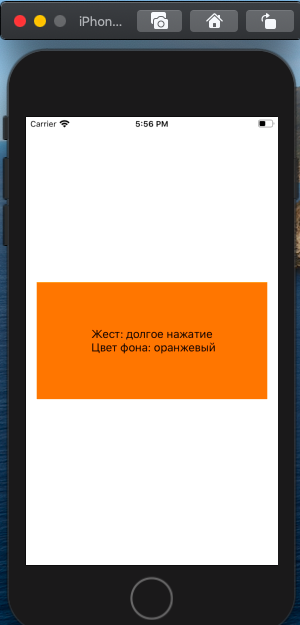 iPhon...
Carrier 5:56 PM
Жест: долгое нажатие
Цвет фона: оранжевый